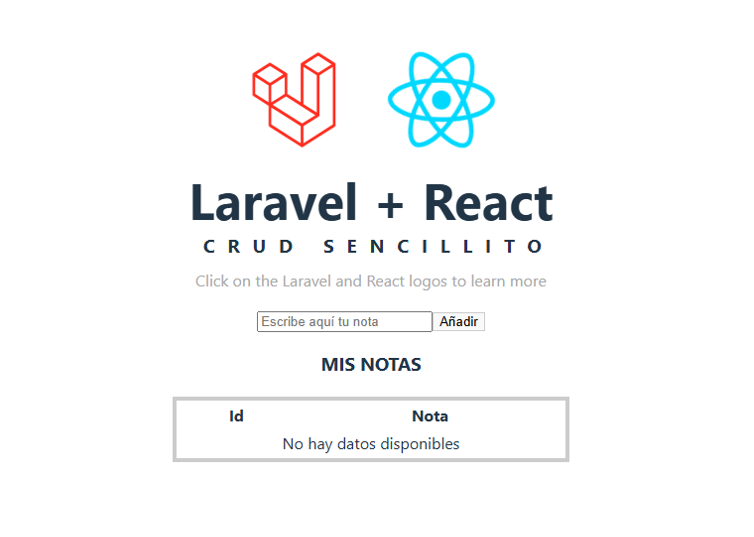 Laravel + React
CRUD SENCILLITO
Click on the Laravel and React logos to learn more
Escribe aquí tu nota Añadir
MIS NOTAS
Id Nota
No hay datos disponibles